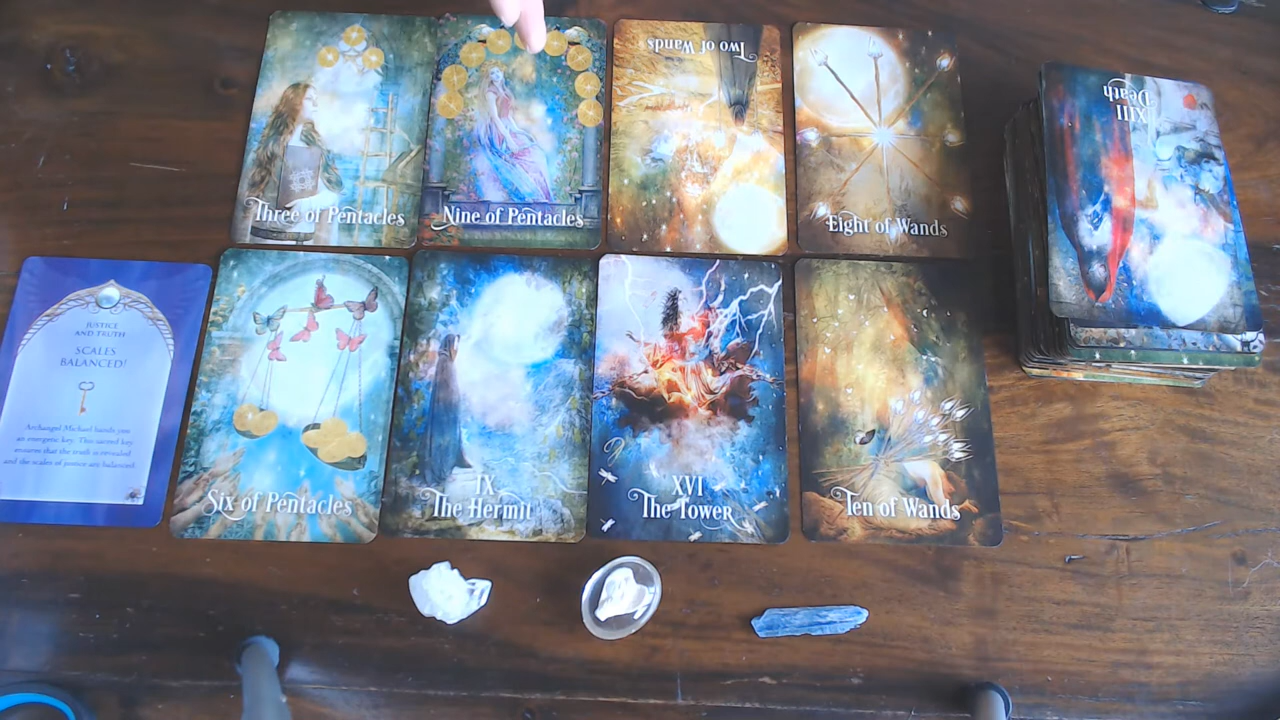 Three of Pentacles
Nine of Pentacles
Two of Wands
Eight of Wands
XIII
Death
JUSTICE
AND TRUTH
SCALES
BALANCED!
Archangel Michael hands you
an energetic key. This sacred key
ensures that the truth is revealed
and the scales of justice are balanced.
Six of Pentacles
IX
The Hermit
XVI
The Tower
Ten of Wands